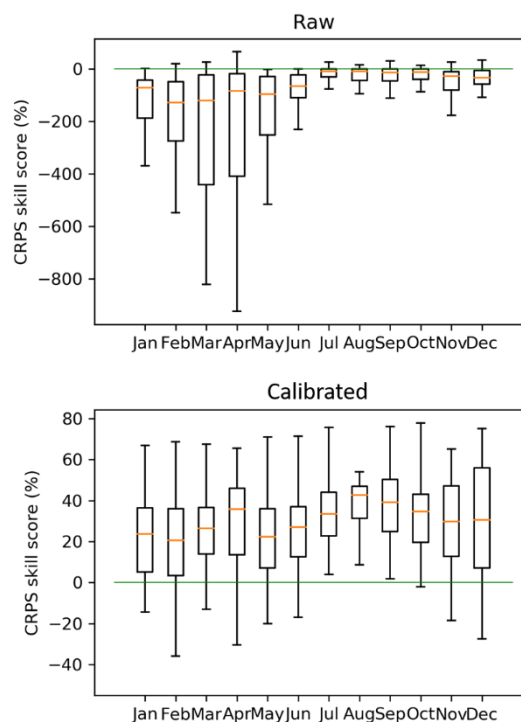 Raw
CRPS skill score (%)
0
−200
−400
−600
−800
Jan Feb Mar Apr May Jun Jul Aug Sep Oct Nov Dec
Calibrated
CRPS skill score (%)
80
60
40
20
0
−20
−40
Jan Feb Mar Apr May Jun Jul Aug Sep Oct Nov Dec